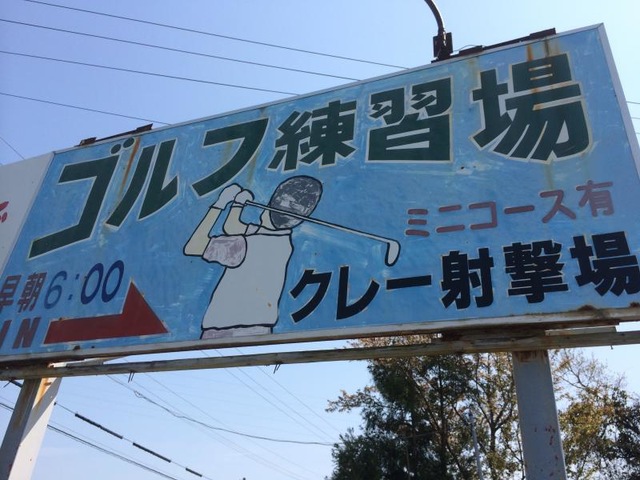 ゴルフ練習場
ミニコース有
早朝6:00
クレー射撃場
IN